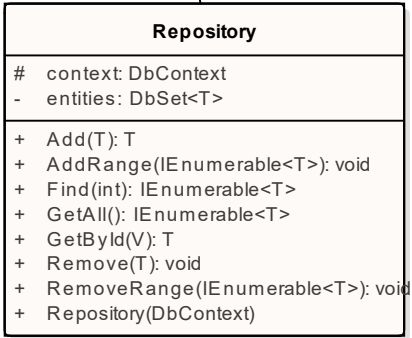 Repository
# context: DbContext
- entities: DbSet<T>
+ Add(T): T
+ AddRange(IEnumerable<T>): void
+ Find(int): IEnumerable<T>
+ GetAll(): IEnumerable<T>
+ GetById(V): T
+ Remove(T): void
+ RemoveRange(IEnumerable<T>): void
+ Repository(DbContext)